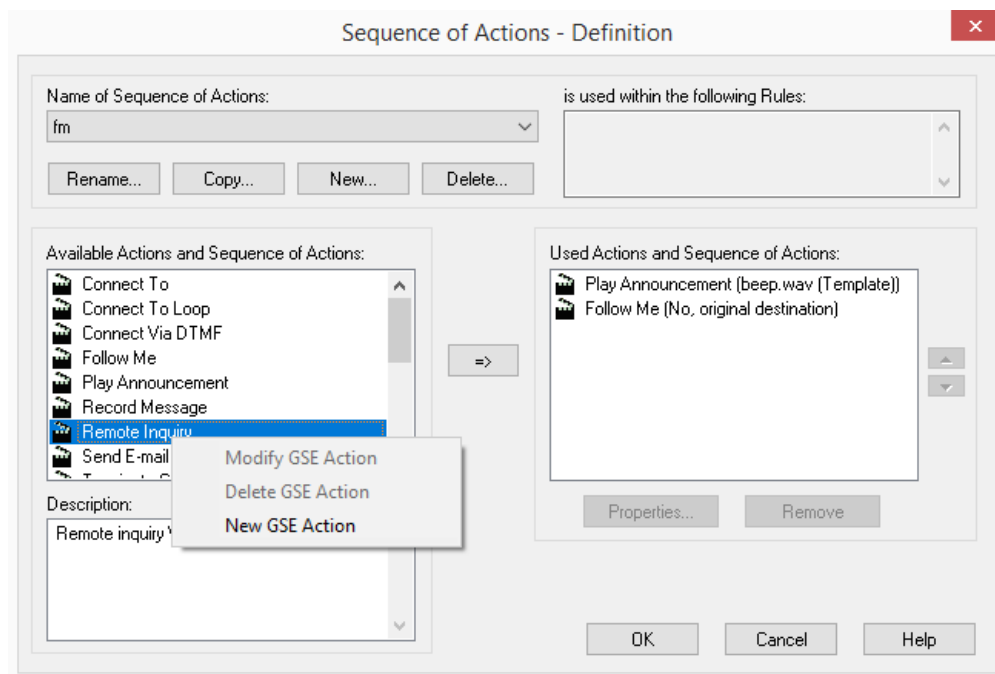 Sequence of Actions - Definition
Name of Sequence of Actions:
fm
Rename...
Copy...
New...
Delete...
is used within the following Rules:
Available Actions and Sequence of Actions:
Connect To
Connect To Loop
Connect Via DTMF
Follow Me
Play Announcement
Record Message
Remote Inquiry
Send E-mail
Modify GSE Action
Delete GSE Action
New GSE Action
Description:
Remote inquiry
=>
Used Actions and Sequence of Actions:
Play Announcement (beep.wav (Template))
Follow Me (No, original destination)
Properties...
Remove
OK
Cancel
Help